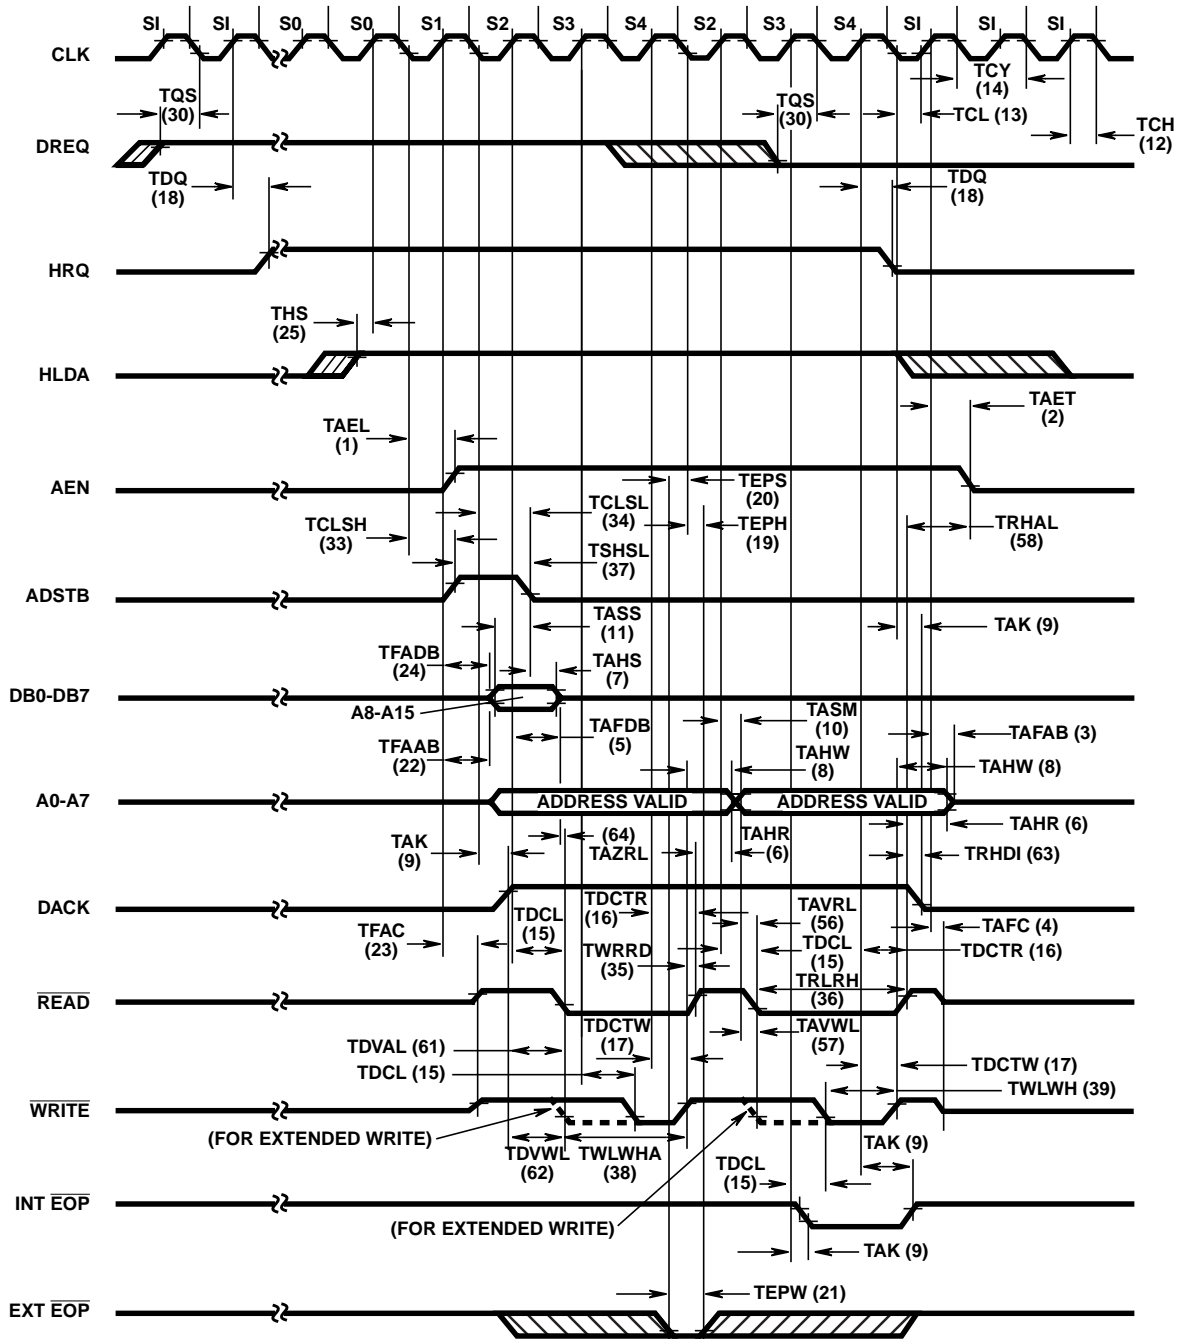 SI SI S0 S0 S1 S2 S3 S4 S2 S3 S4 SI SI SI
CLK
TCY
(14)
TQS
(30)
TQS
(30)
TCL (13)
TCH
(12)
DREQ
TDQ
(18)
TDQ
(18)
HRQ
THS
(25)
HLDA
TAET
(2)
TAEL
(1)
AEN
TEPS
(20)
TCLSL
(34)
TEPH
(19)
TCLSH
(33)
TRHAL
(58)
TSHSL
(37)
ADSTB
TASS
(11)
TAK (9)
TFADB
(24)
TAHS
(7)
DB0-DB7
A8-A15
TASM
(10)
TAFDB
(5)
TAFAB (3)
TFAAB
(22)
TAHW
(8)
TAHW (8)
A0-A7
ADDRESS VALID ADDRESS VALID
TAHR (6)
TAK
(9)
(64)
TAZRL
TAHR
(6)
TRHDI (63)
DACK
TDCTR
(16)
TAVRL
(56)
TDCL
(15)
TAFC (4)
TFAC
(23)
TWRRD
(35)
TDCL
(15)
TDCTR (16)
TRLRH
(36)
READ
TDCTW
(17)
TAVWL
(57)
TDVAL (61)
TDCTW (17)
TDCL (15)
TWLWH (39)
WRITE
(FOR EXTENDED WRITE)
TDVWL
(62)
TWLWHA
(38)
TDCL
(15)
TAK (9)
INT EOP
(FOR EXTENDED WRITE)
TAK (9)
TEPW (21)
EXT EOP